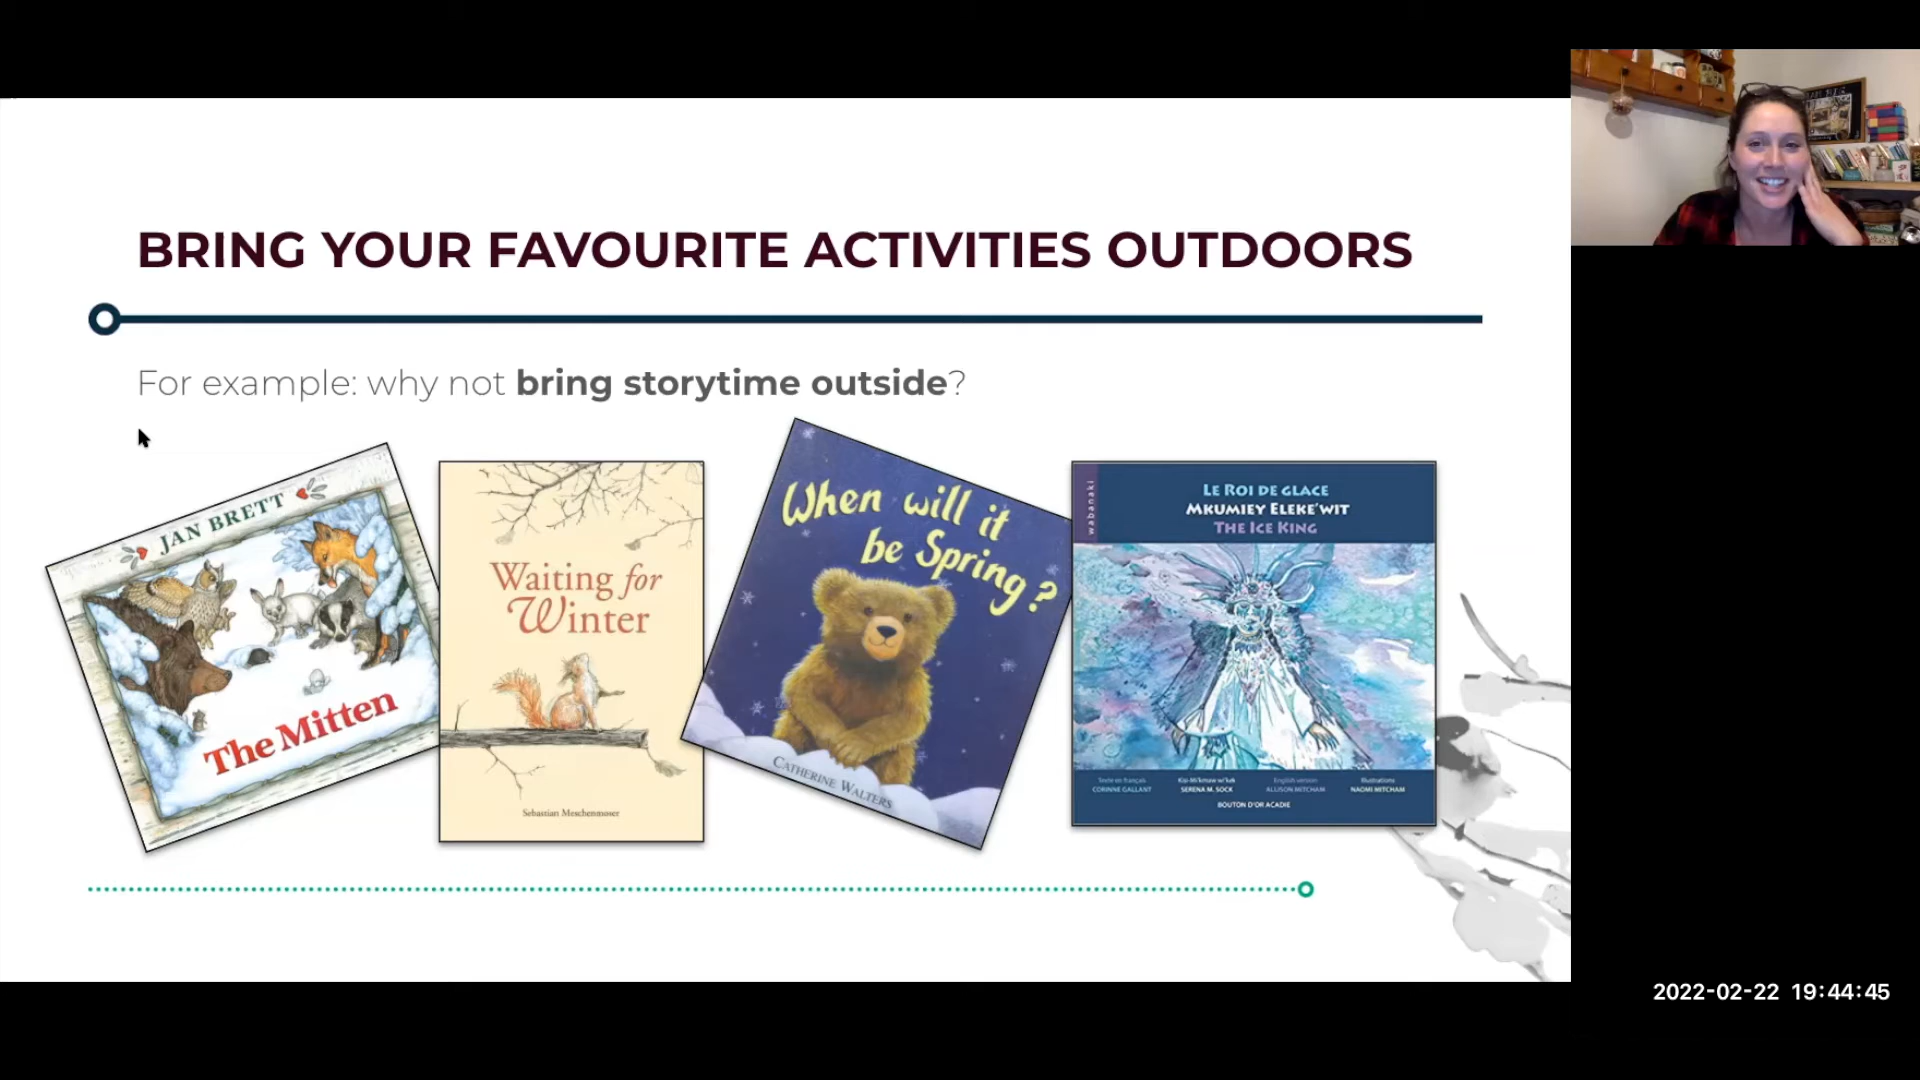 BRING YOUR FAVOURITE ACTIVITIES OUTDOORS
For example: why not bring storytime outside?
JAN BRETT
The Mitten
Waiting for
Winter
Sebastian Meschenmoser
When will it
be Spring?
CATHERINE WALTERS
wabanaki
LE ROI DE GLACE
MKUMIEY ELEKE'WIT
THE ICE KING
Texte en français
CORINNE GALLANT
Kisi-Mi'kmaw-wi'kek
SERENA M. SOCK
English version
ALLISON MITCHAM
Illustrations
NAOMI MITCHAM
BOUTON D'OR ACADIE
2022-02-22 19:44:45